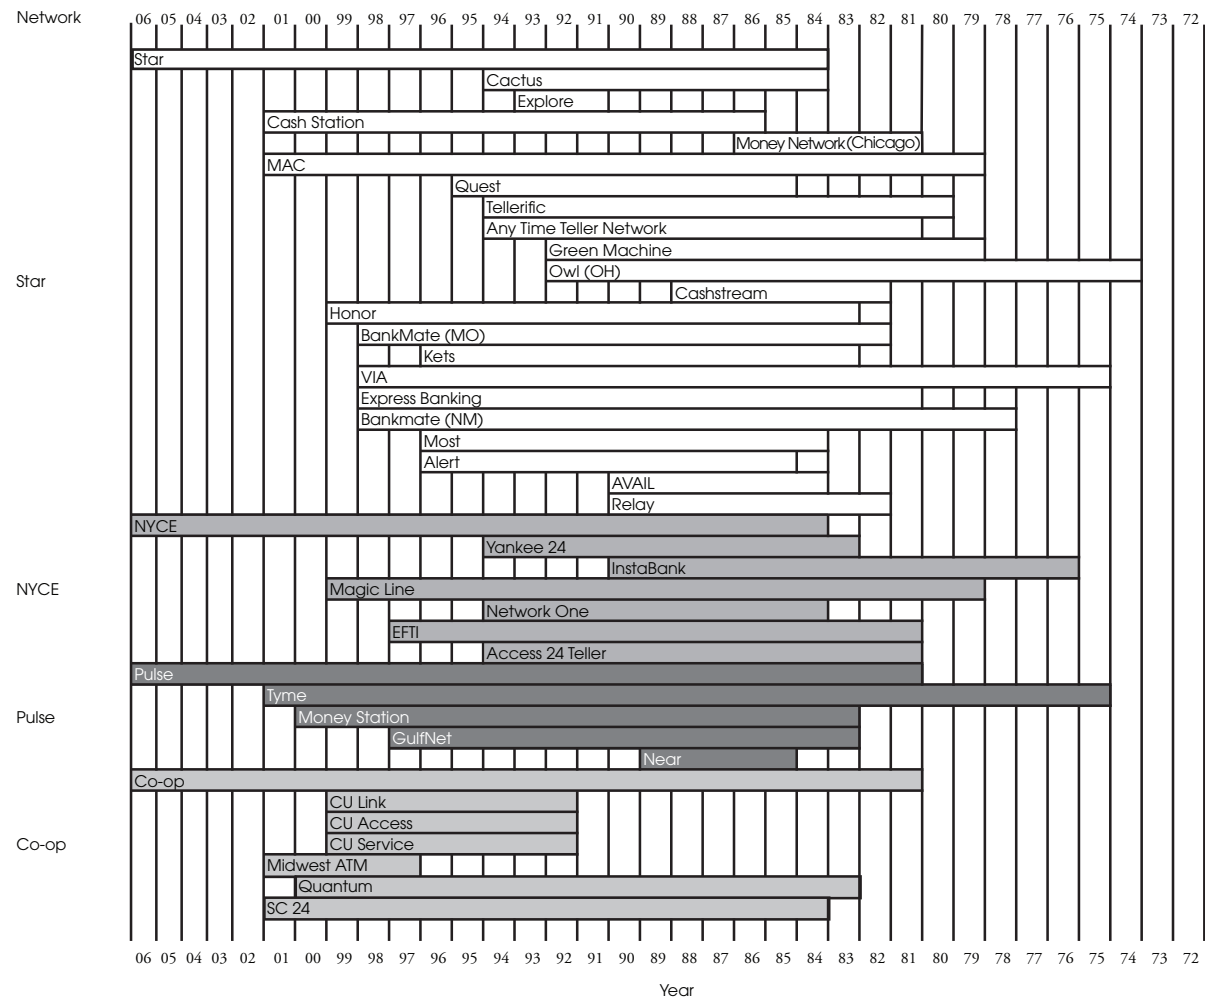 Network 06 05 04 03 02 01 00 99 98 97 96 95 94 93 92 91 90 89 88 87 86 85 84 83 82 81 80 79 78 77 76 75 74 73 72
Star
Cactus
Explore
Cash Station
Money Network (Chicago)
MAC
Quest
Tellerific
Any Time Teller Network
Green Machine
Owl (OH)
Star
Cashstream
Honor
BankMate (MO)
Kets
VIA
Express Banking
Bankmate (NM)
Most
Alert
AVAIL
Relay
NYCE
Yankee 24
InstaBank
NYCE
Magic Line
Network One
EFTI
Access 24 Teller
Pulse
Tyme
Pulse
Money Station
GulfNet
Near
Co-op
CU Link
CU Access
Co-op
CU Service
Midwest ATM
Quantum
SC 24
06 05 04 03 02 01 00 99 98 97 96 95 94 93 92 91 90 89 88 87 86 85 84 83 82 81 80 79 78 77 76 75 74 73 72
Year